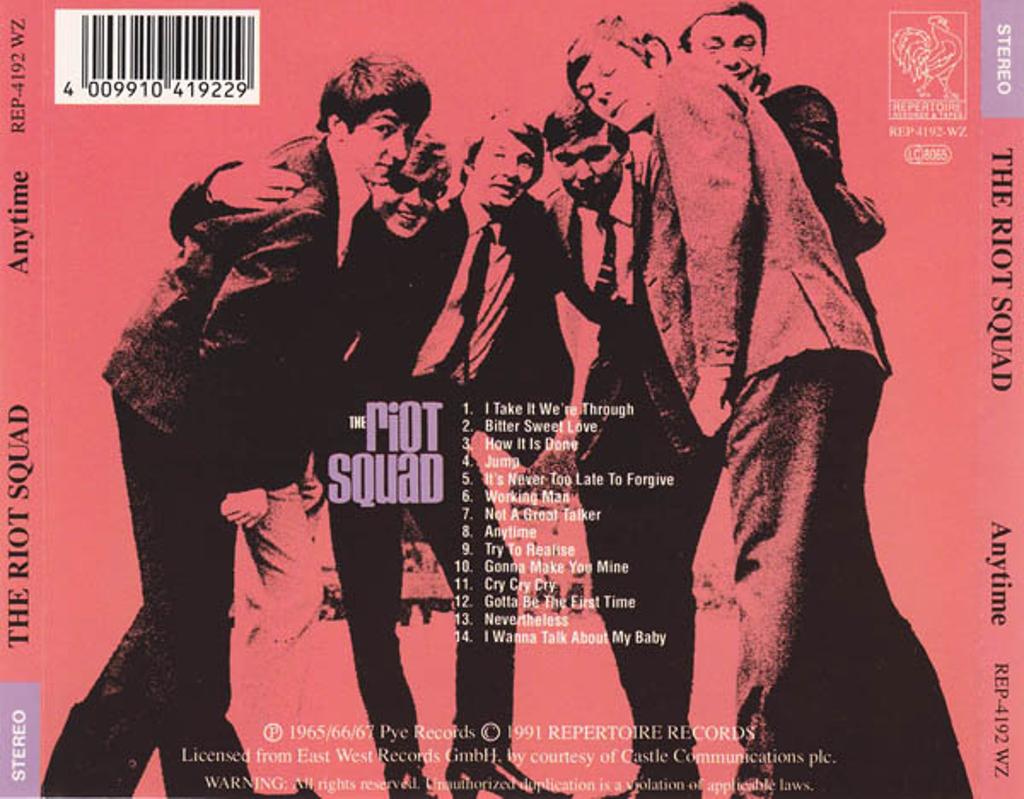 REP-4192 WZ
Anytime
THE RIOT SQUAD
STEREO
4 009910 419229
REPERTOIRE
RECORDS & TAPES
REP 4192-WZ
LC 8065
THE RIOT SQUAD
1. I Take It We're Through
2. Bitter Sweet Love
3. How It Is Done
4. Jump
5. It's Never Too Late To Forgive
6. Working Man
7. Not A Great Talker
8. Anytime
9. Try To Realise
10. Gonna Make You Mine
11. Cry Cry Cry
12. Gotta Be The First Time
13. Nevertheless
14. I Wanna Talk About My Baby
Ⓟ 1965/66/67 Pye Records © 1991 REPERTOIRE RECORDS
Licensed from East West Records GmbH. by courtesy of Castle Communications plc.
WARNING: All rights reserved. Unauthorized duplication is a violation of applicable laws.
STEREO
THE RIOT SQUAD
Anytime
REP-4192 WZ